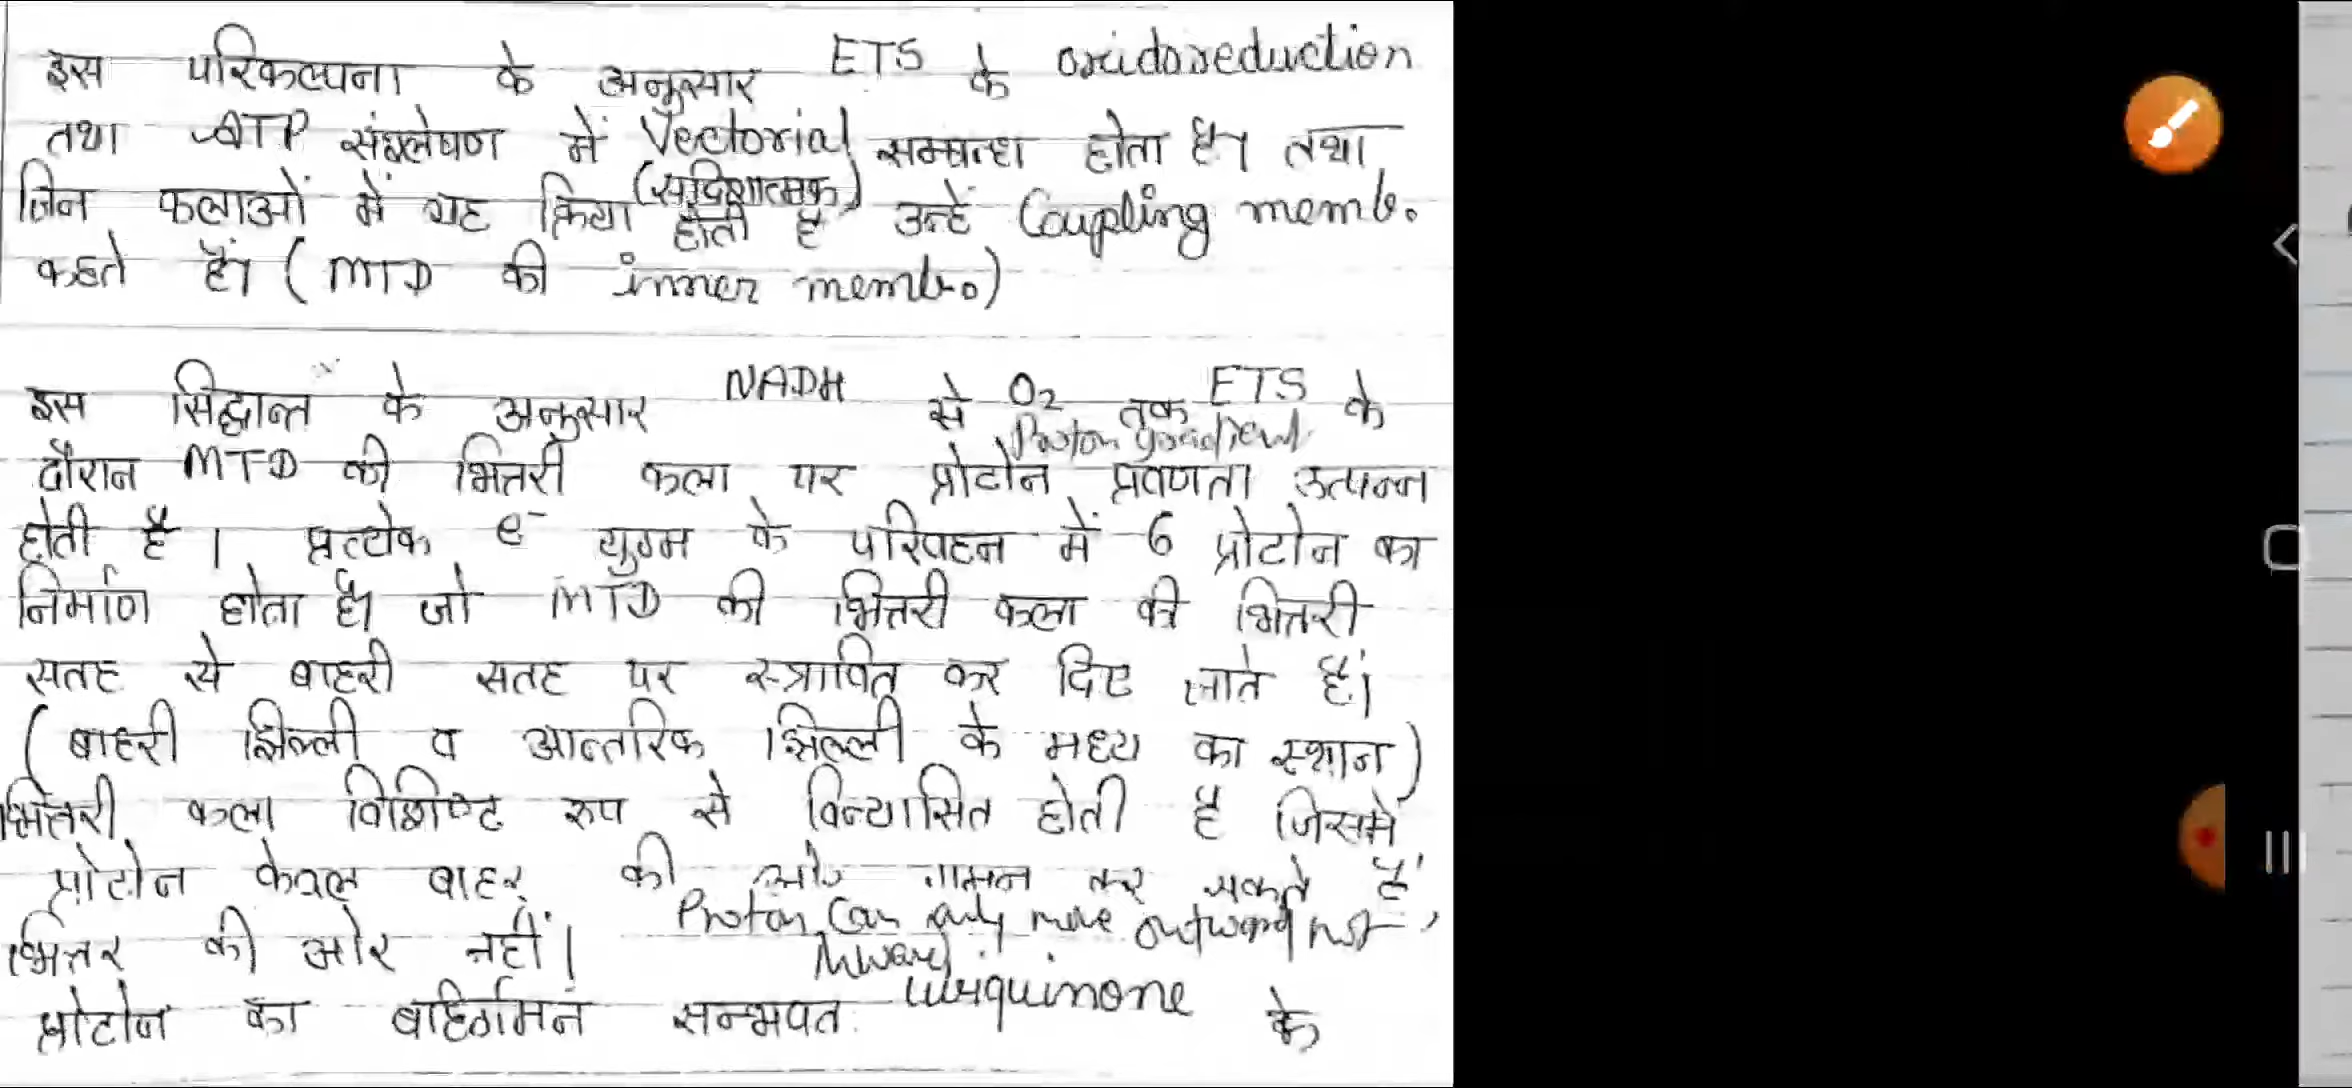 इस परिकल्पना के अनुसार ETS के oxidoreduction
तथा ATP संश्लेषण में Vectorial सम्बन्ध होता है। तथा
(सदिशात्मक)
जिन कलाओं में यह क्रिया होती है उन्हें Coupling memb.
कहते हैं। (MTD की inner memb.)
इस सिद्धान्त के अनुसार NADH से O2 तक ETS के
Proton gradient
दौरान MTD की भित्तरी कला पर प्रोटोन प्रवणता उत्पन्न
होती है। प्रत्येक e- युग्म के परिवहन में 6 प्रोटोन का
निर्माण होता है। जो MTD की भित्तरी कला की भित्तरी
सतह से बाहरी सतह पर स्त्रावित कर दिए जाते हैं।
(बाहरी झिल्ली व आन्तरिक झिल्ली के मध्य का स्थान)
भित्तरी कला विशिष्ट रुप से विन्यासित होती है जिसमें
प्रोटोन केवल बाहर की ओर गमन कर सकते हैं
Proton Can only move outward not
भित्तर की ओर नहीं।
प्रोटोन का बहिर्गमन सम्भवत: Ubiquinone के